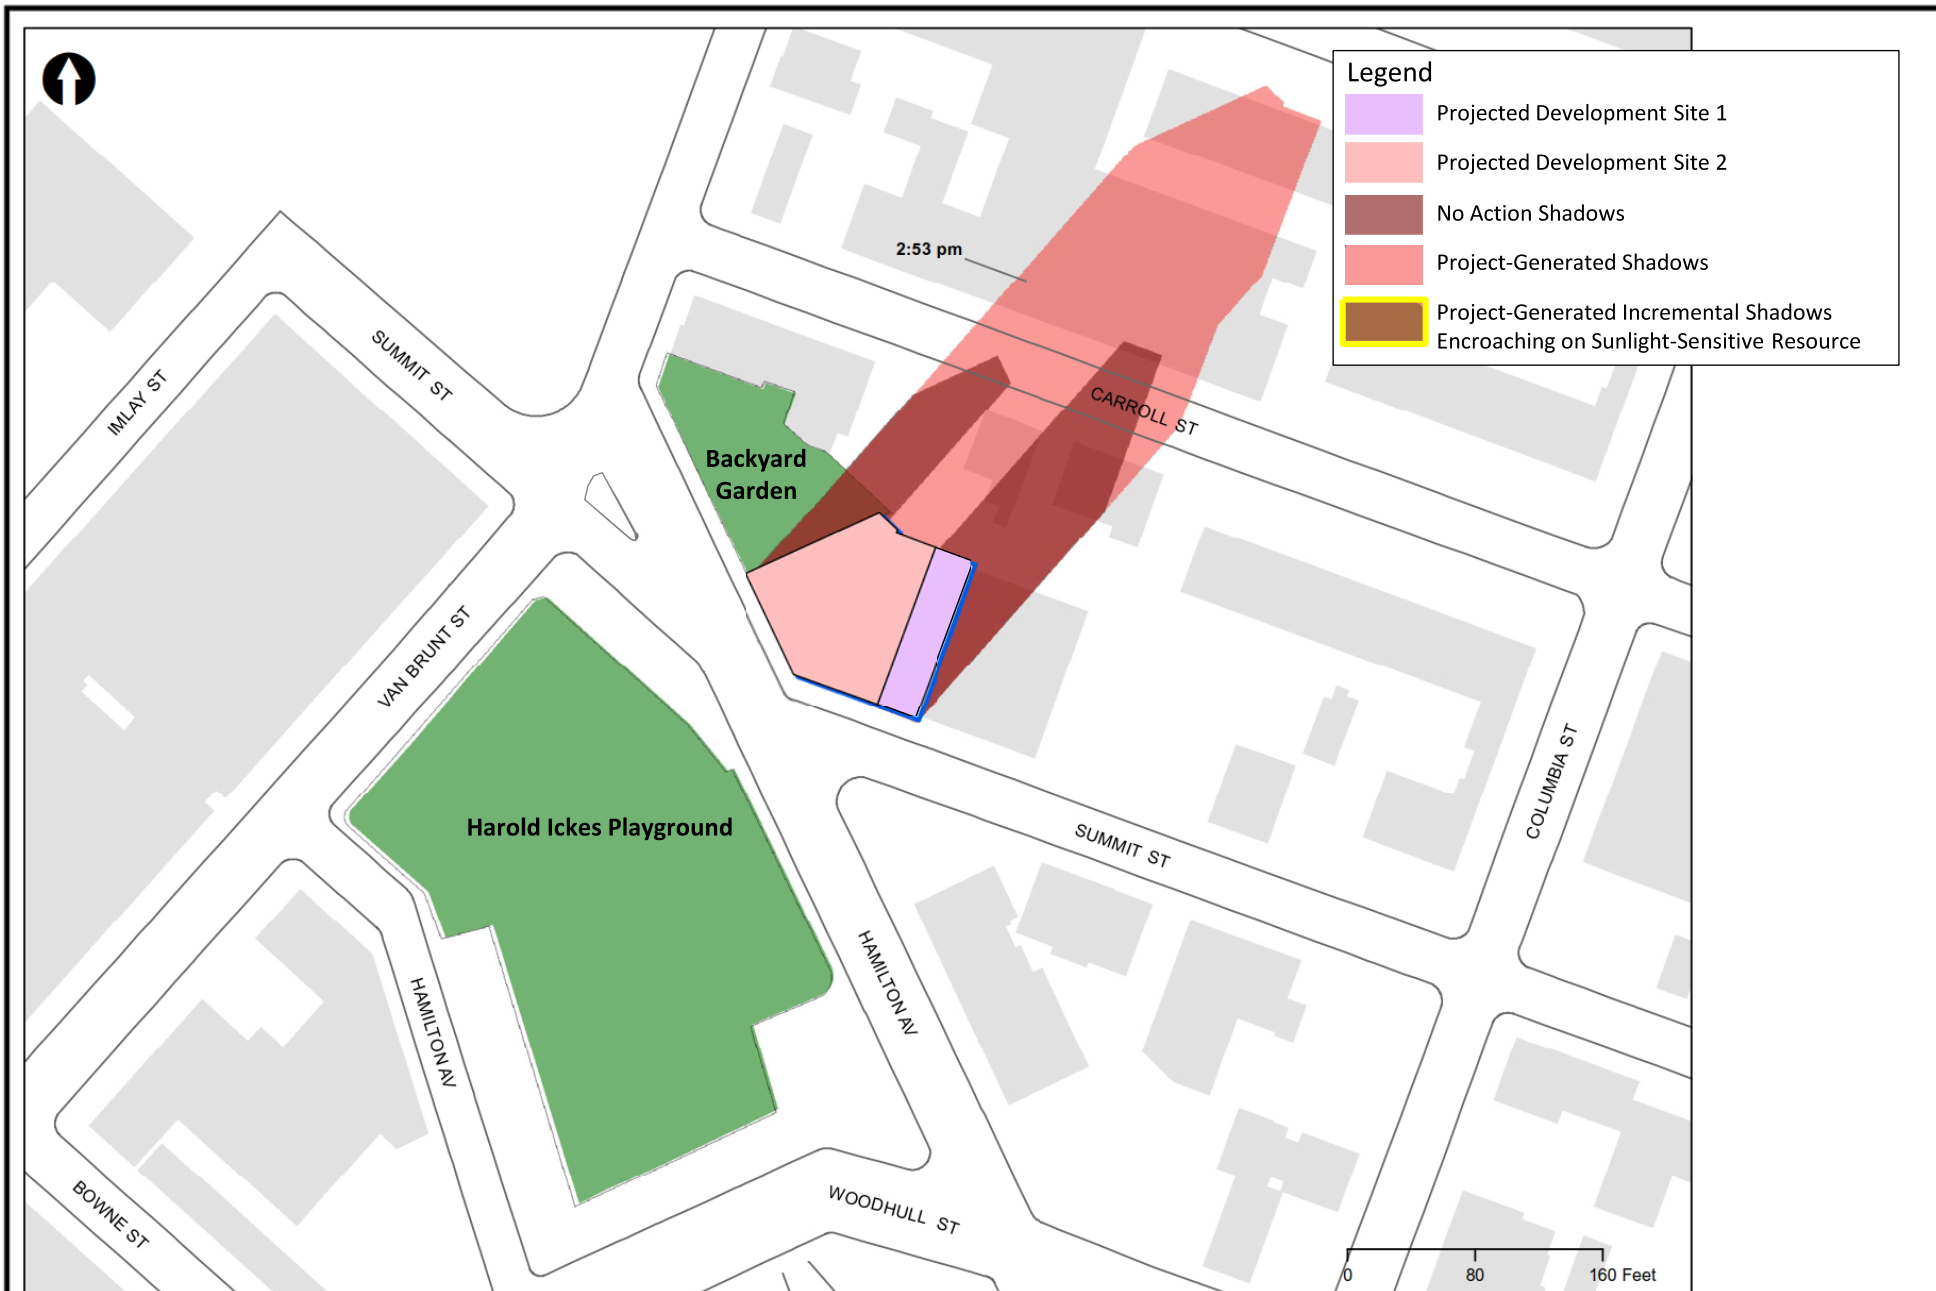 Legend
Projected Development Site 1
Projected Development Site 2
No Action Shadows
Project-Generated Shadows
Project-Generated Incremental Shadows
Encroaching on Sunlight-Sensitive Resource
2:53 pm
SUMMIT ST
IMLAY ST
CARROLL ST
Backyard
Garden
VAN BRUNT ST
Harold Ickes Playground
SUMMIT ST
COLUMBIA ST
HAMILTON AV
HAMILTON AV
BOWNE ST
WOODHULL ST
0 80 160 Feet